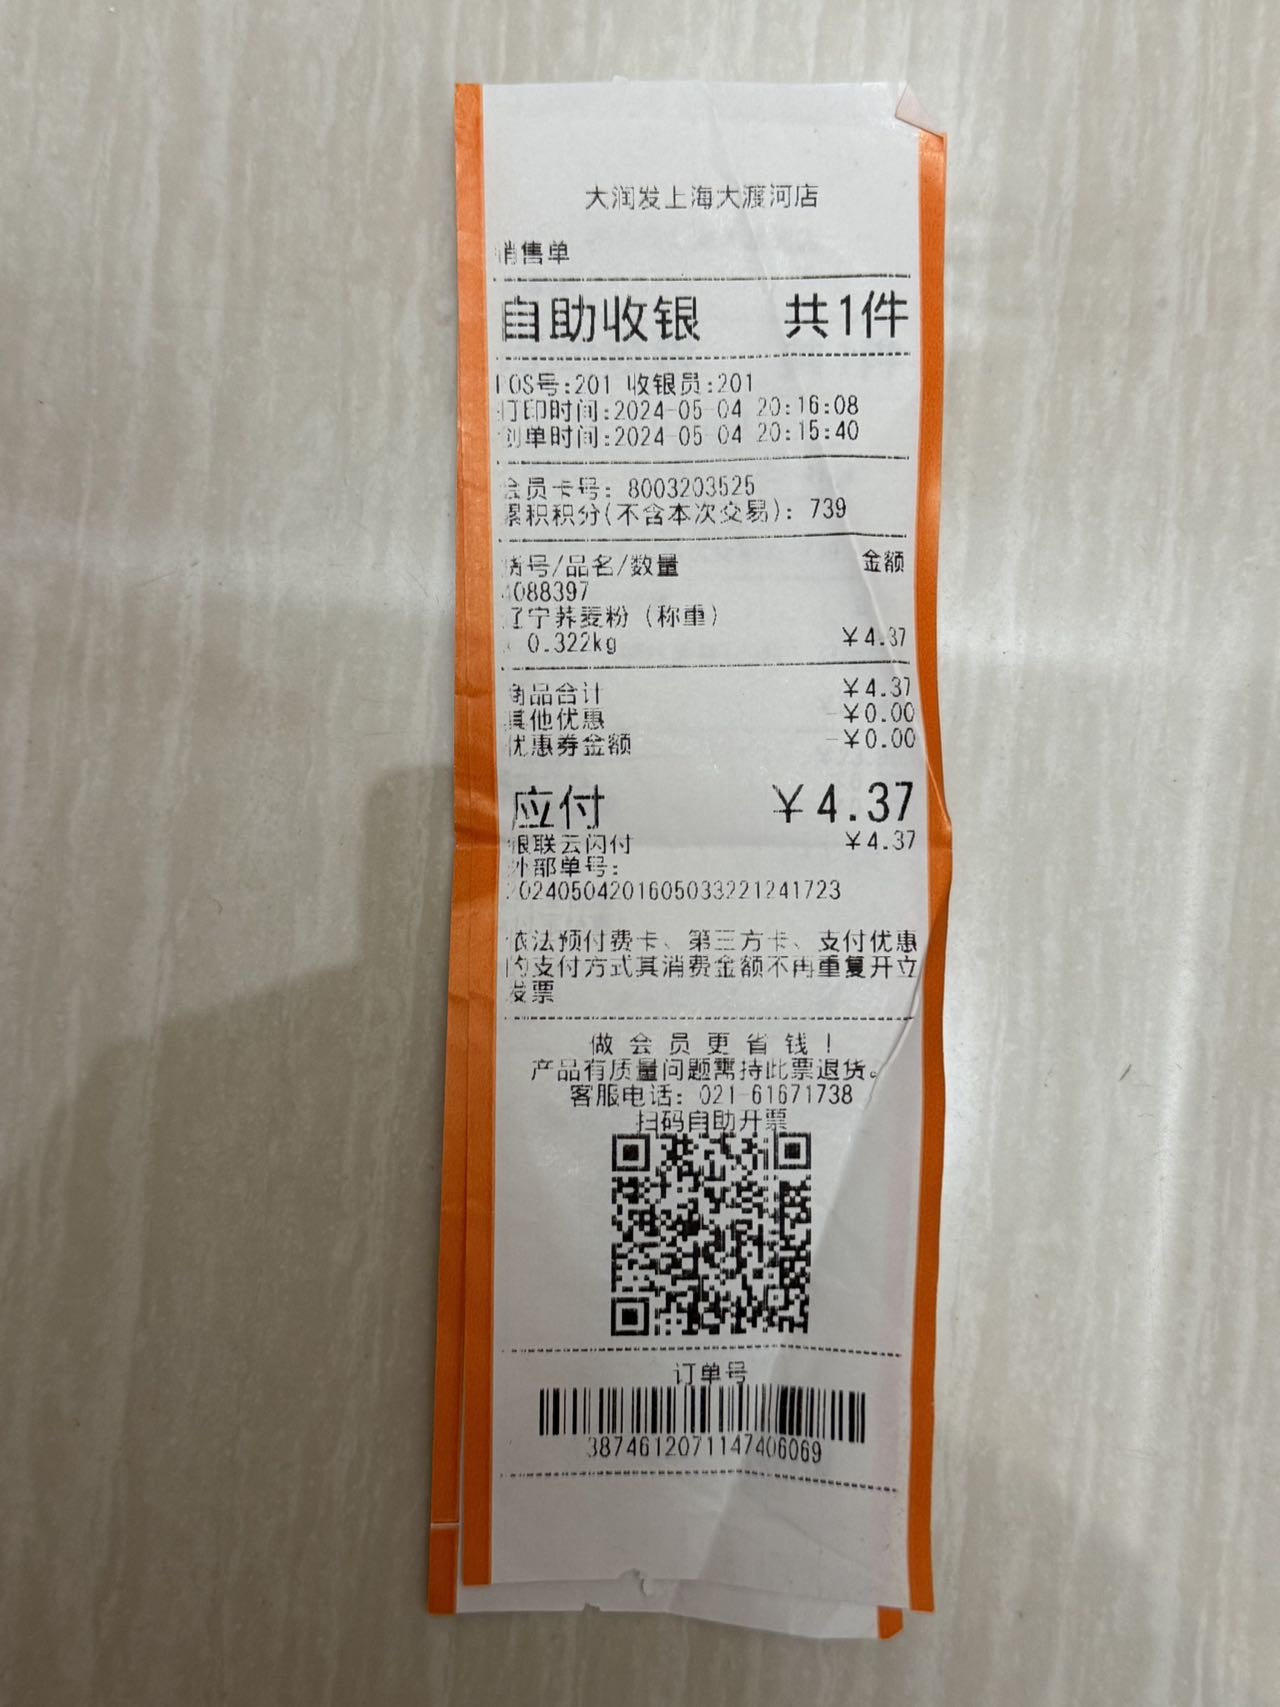 大润发上海大渡河店
销售单
自助收银 共1件
POS号:201 收银员:201
打印时间:2024-05-04 20:16:08
创单时间:2024-05-04 20:15:40
会员卡号: 8003203525
累积积分(不含本次交易): 739
货号/品名/数量 金额
4088397
辽宁荞麦粉(称重)
x 0.322kg ¥4.37
商品合计 ¥4.37
其他优惠 -¥0.00
优惠券金额 -¥0.00
应付 ¥4.37
银联云闪付 ¥4.37
外部单号:
20240504201605033221241723
依法预付费卡、第三方卡、支付优惠
的支付方式其消费金额不再重复开立
发票
做会员更省钱!
产品有质量问题需持此票退货。
客服电话: 021-61671738
扫码自助开票
订单号
3874612071147406069